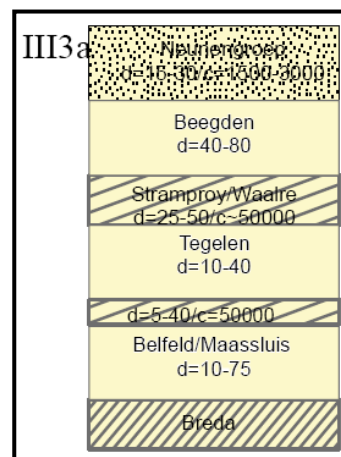 III3a
d=15-30/c=1500-3000
Beegden
d=40-80
Stramproy/Waalre
d=25-50/c~50000
Tegelen
d=10-40
d=5-40/c=50000
Belfeld/Maassluis
d=10-75
Breda